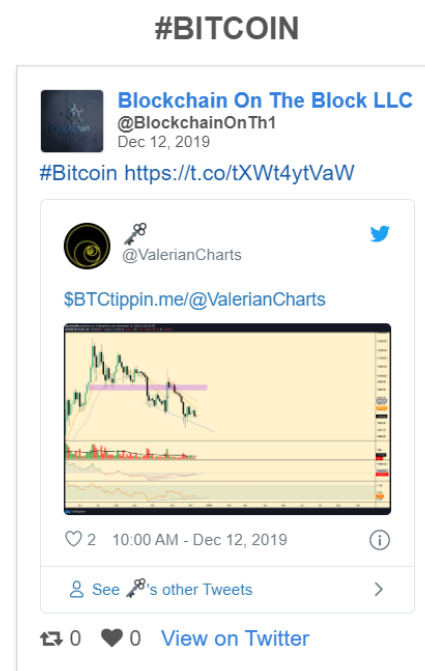 #BITCOIN
Blockchain On The Block LLC
@BlockchainOnTh1
Dec 12, 2019
#Bitcoin https://t.co/tXWt4ytVaW
@ValerianCharts
$BTCtippin.me/@ValerianCharts
2 10:00 AM - Dec 12, 2019
See 🗝's other Tweets
0 0 View on Twitter